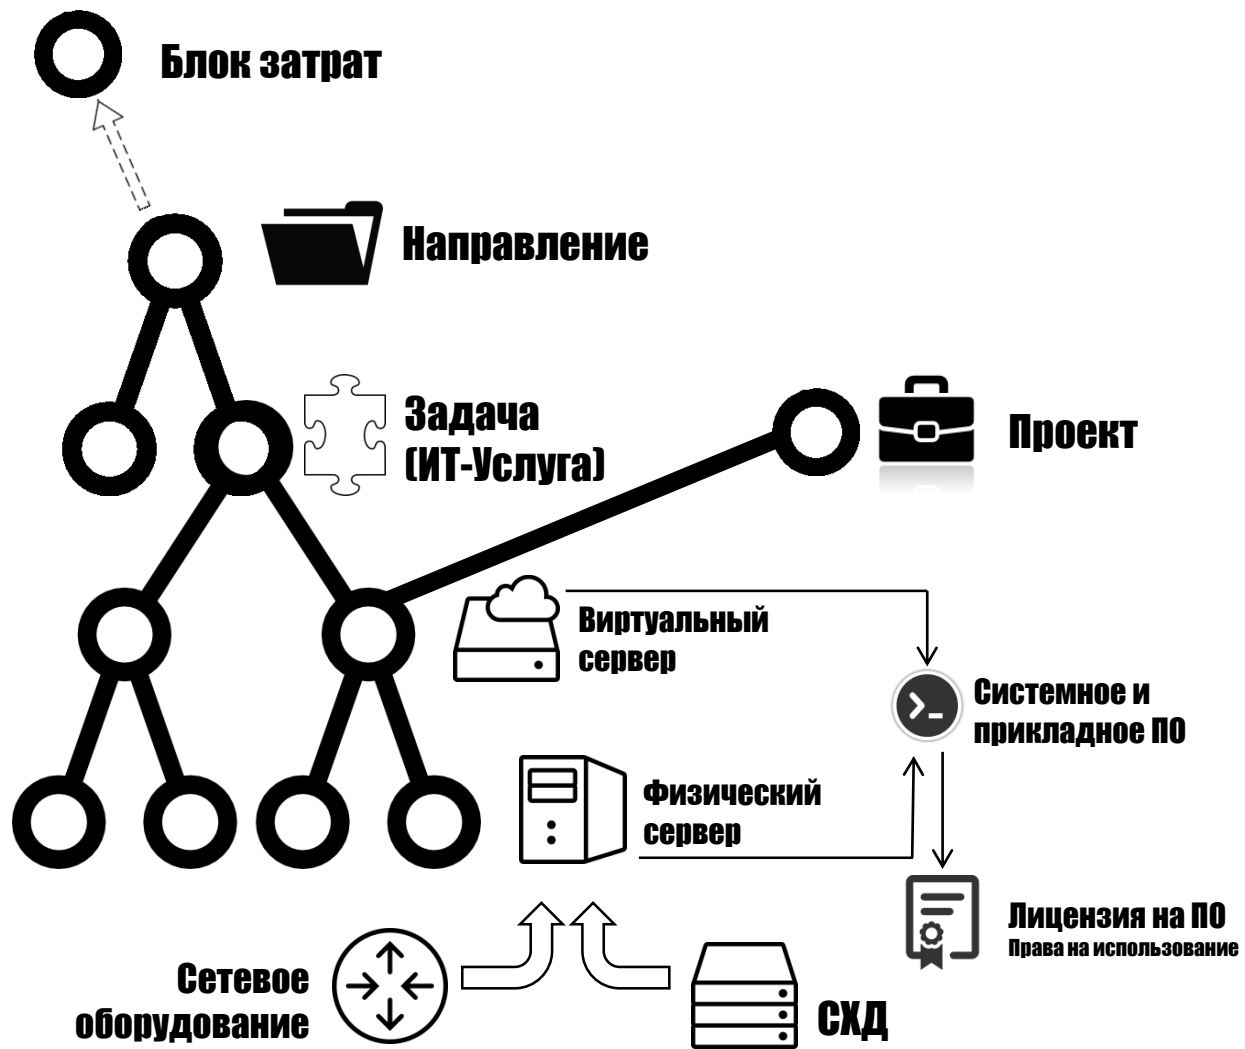 Блок затрат
Направление
Задача
(ИТ-Услуга)
Проект
Виртуальный
сервер
Системное и
прикладное ПО
Физический
сервер
Лицензия на ПО
Права на использование
Сетевое
оборудование
СХД